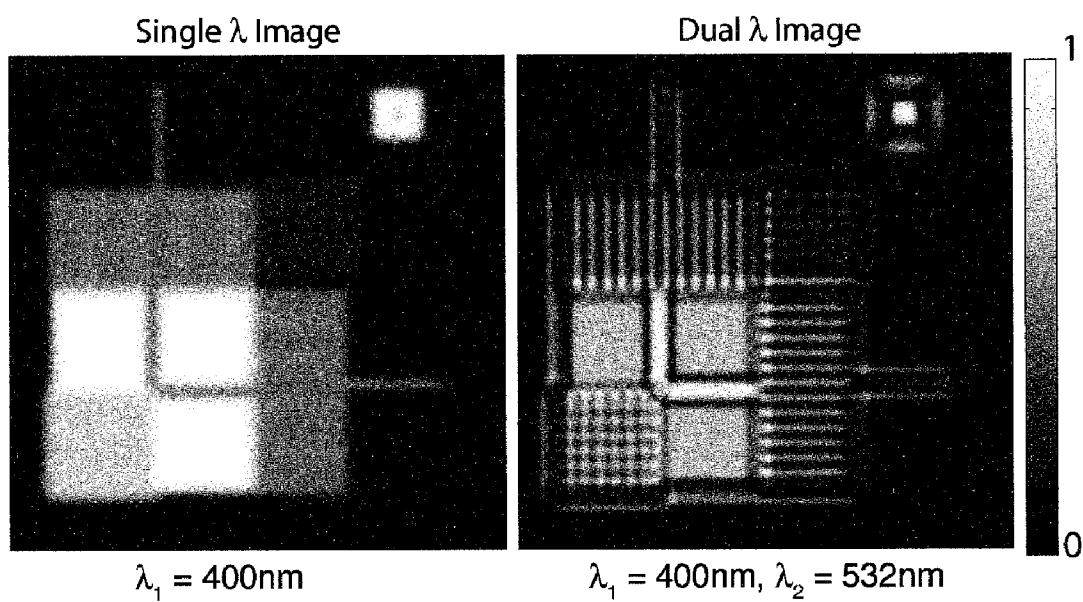 Single λ Image
Dual λ Image
1
0
λ₁ = 400nm
λ₁ = 400nm, λ₂ = 532nm